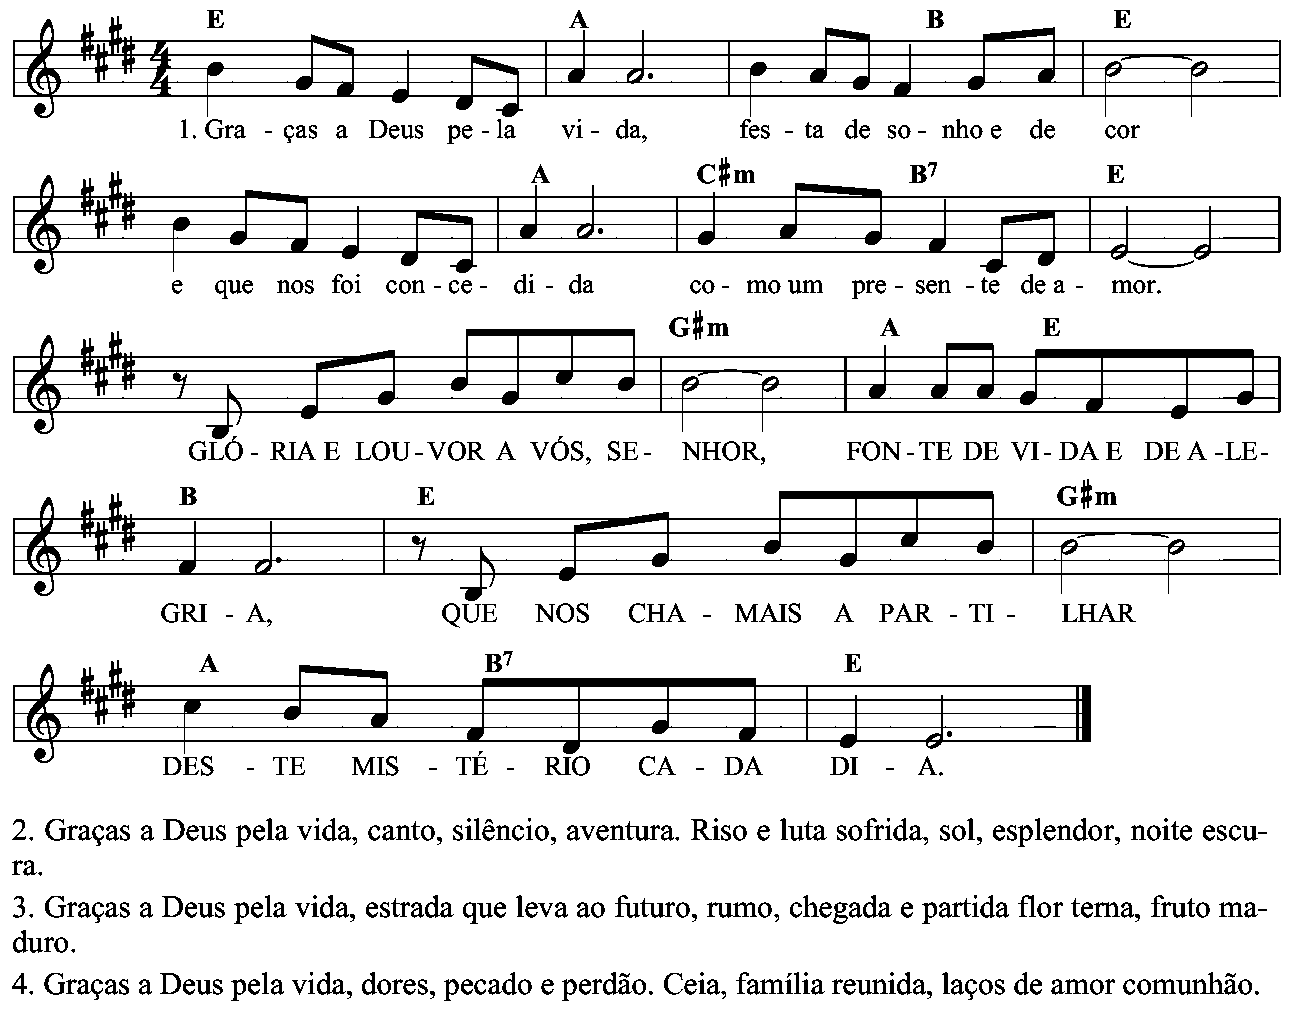 E A B E
1. Gra - ças a Deus pe - la vi - da, fes - ta de so - nho e de cor
A C#m B7 E
e que nos foi con - ce - di - da co - mo um pre - sen - te de a - mor.
G#m A E
GLÓ - RIA E LOU - VOR A VÓS, SE - NHOR, FON - TE DE VI - DA E DE A - LE -
B E G#m
GRI - A, QUE NOS CHA - MAIS A PAR - TI - LHAR
A B7 E
DES - TE MIS - TÉ - RIO CA - DA DI - A.
2. Graças a Deus pela vida, canto, silêncio, aventura. Riso e luta sofrida, sol, esplendor, noite escu-
ra.
3. Graças a Deus pela vida, estrada que leva ao futuro, rumo, chegada e partida flor terna, fruto ma-
duro.
4. Graças a Deus pela vida, dores, pecado e perdão. Ceia, família reunida, laços de amor comunhão.